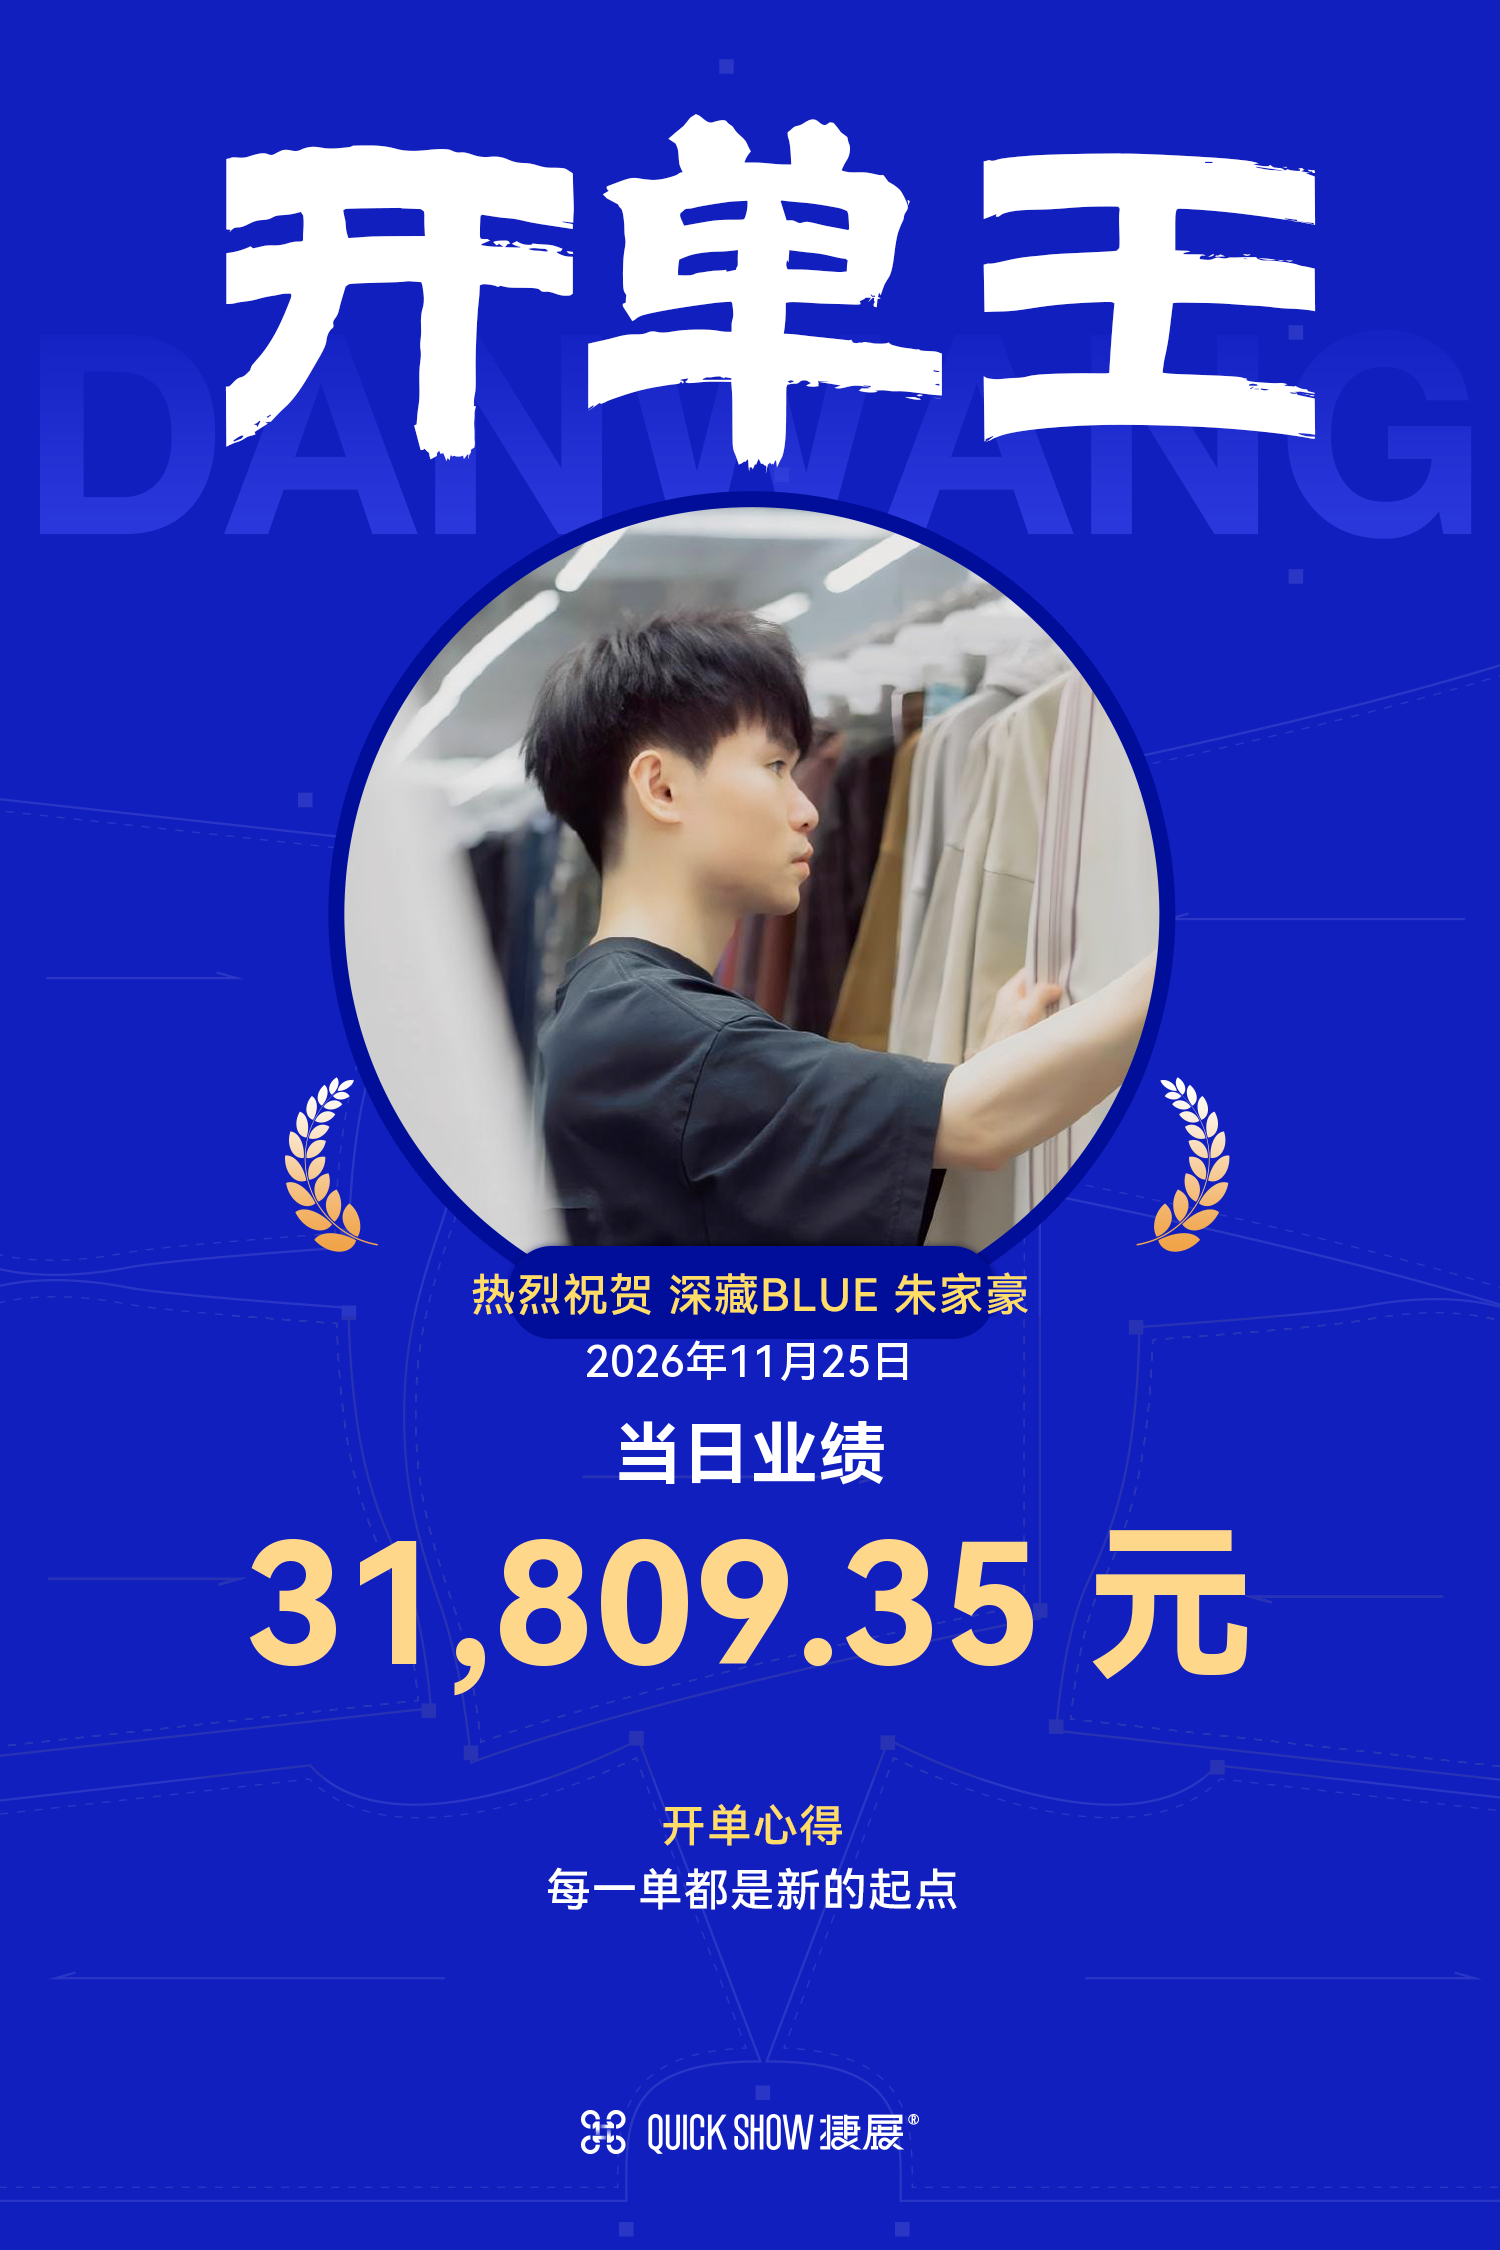 开单王
DANWANG
热烈祝贺 深藏BLUE 朱家豪
2026年11月25日
当日业绩
31,809.35 元
开单心得
每一单都是新的起点
QUICK SHOW 捷展®